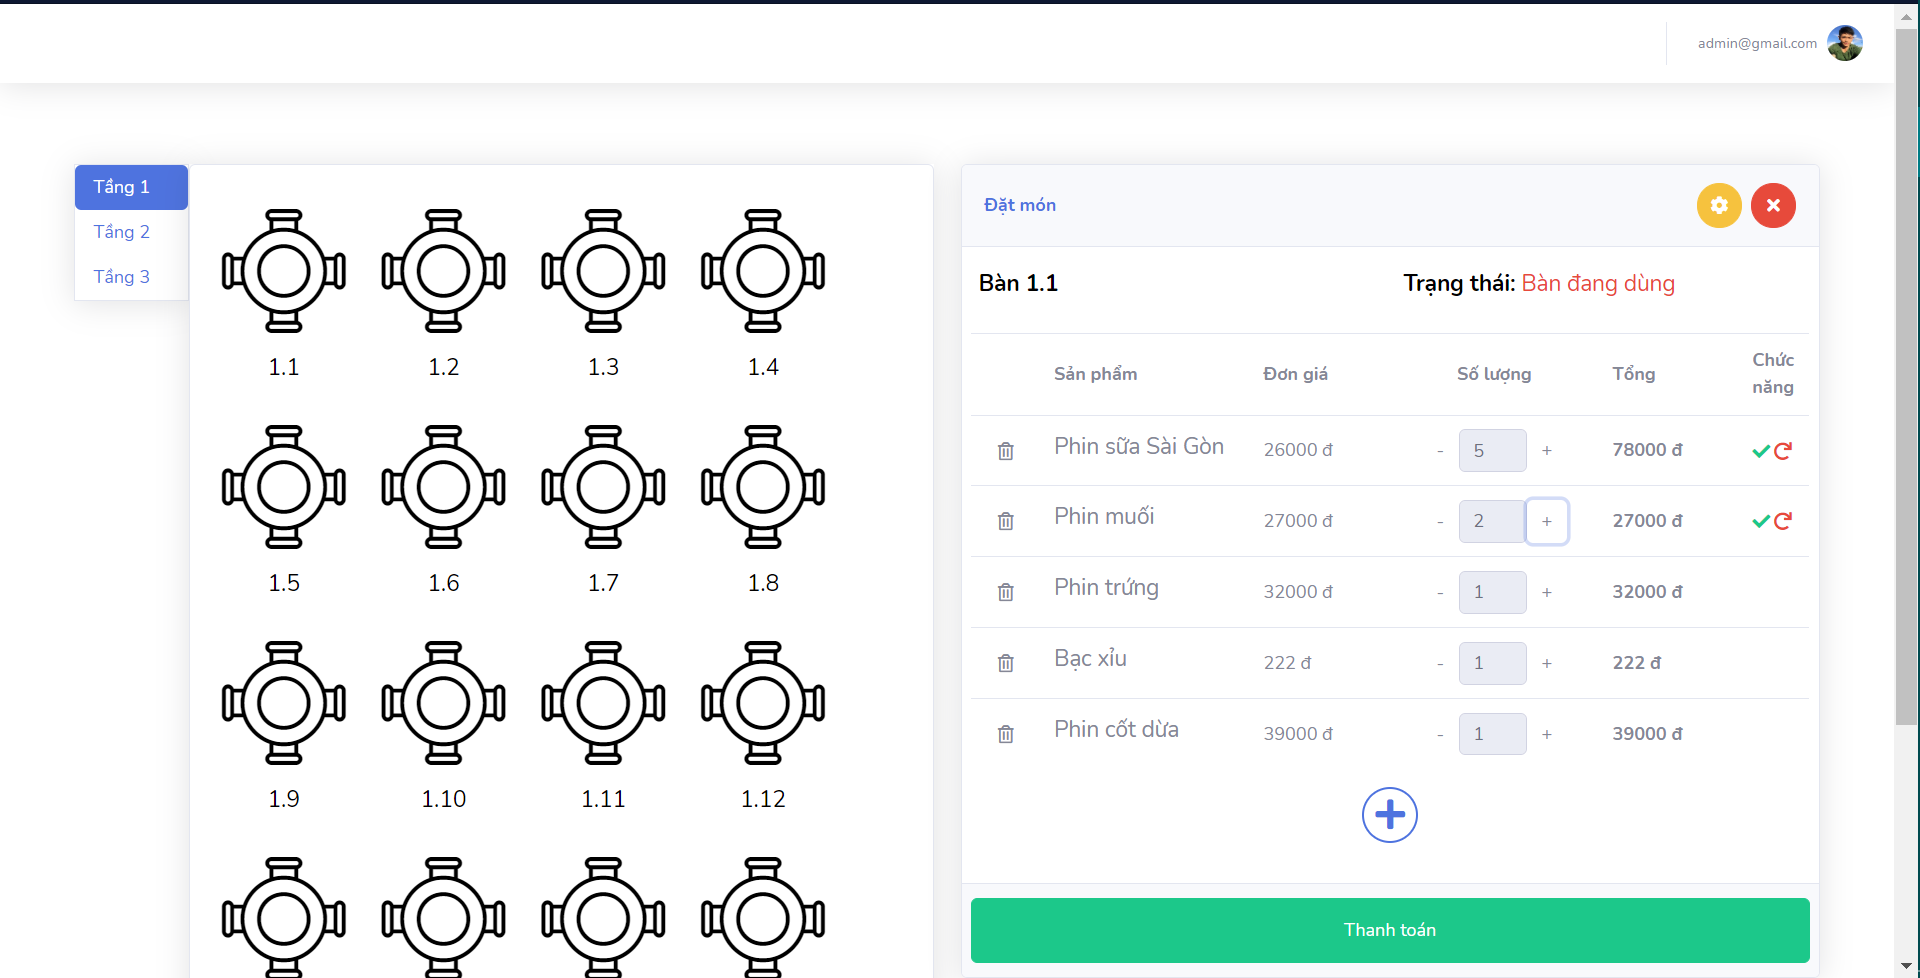 admin@gmail.com
Tầng 1
Tầng 2
Tầng 3
1.1 1.2 1.3 1.4
1.5 1.6 1.7 1.8
1.9 1.10 1.11 1.12
Đặt món
Bàn 1.1 Trạng thái: Bàn đang dùng
Sản phẩm Đơn giá Số lượng Tổng Chức năng
Phin sữa Sài Gòn 26000 đ - 5 + 78000 đ
Phin muối 27000 đ - 2 + 27000 đ
Phin trứng 32000 đ - 1 + 32000 đ
Bạc xỉu 222 đ - 1 + 222 đ
Phin cốt dừa 39000 đ - 1 + 39000 đ
Thanh toán